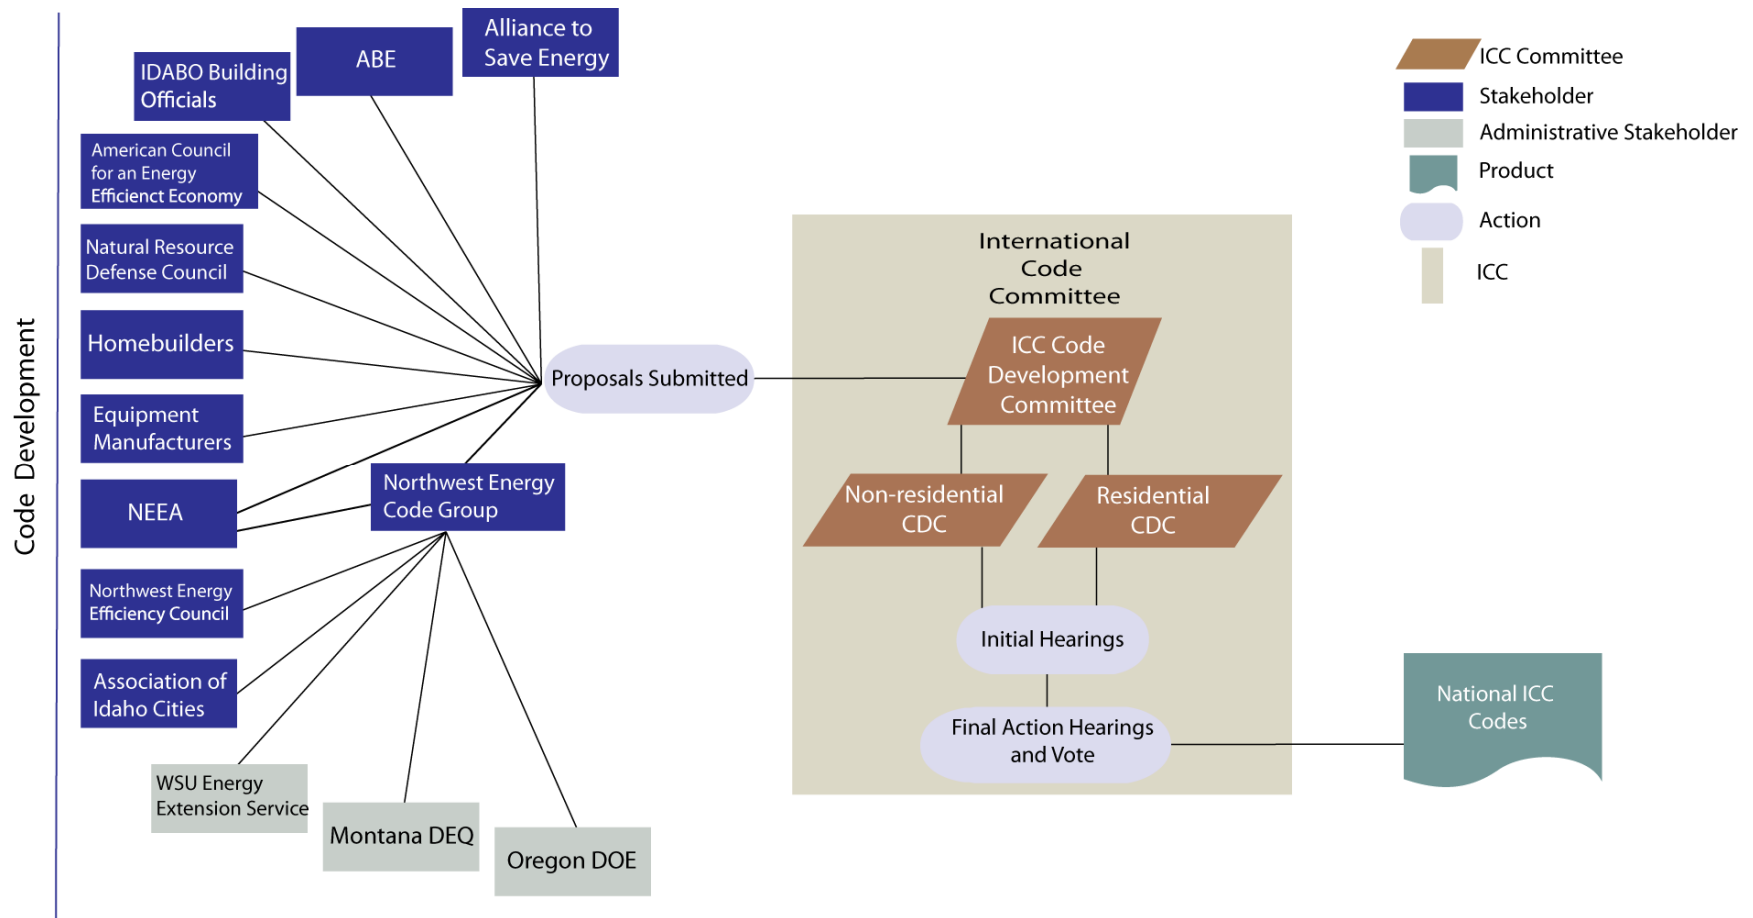 Code Development
IDABO Building
Officials
ABE
Alliance to
Save Energy
American Council
for an Energy
Efficienct Economy
Natural Resource
Defense Council
Homebuilders
Equipment
Manufacturers
NEEA
Northwest Energy
Code Group
Northwest Energy
Efficiency Council
Association of
Idaho Cities
WSU Energy
Extension Service
Montana DEQ
Oregon DOE
Proposals Submitted
International
Code
Committee
ICC Code
Development
Committee
Non-residential
CDC
Residential
CDC
Initial Hearings
Final Action Hearings
and Vote
National ICC
Codes
ICC Committee
Stakeholder
Administrative Stakeholder
Product
Action
ICC